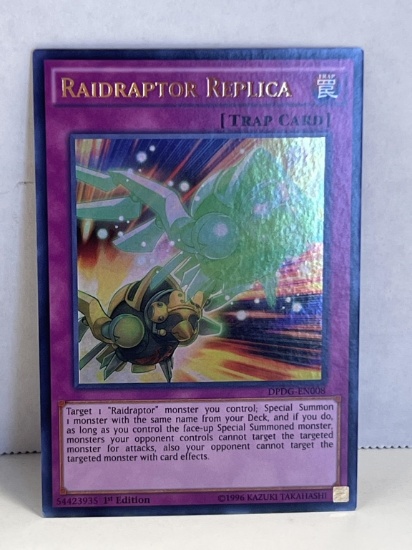 RAIDRAPTOR REPLICA
TRAP
罠
[TRAP CARD]
DPDG-EN008
Target 1 "Raidraptor" monster you control; Special Summon
1 monster with the same name from your Deck, and if you do,
as long as you control the face-up Special Summoned monster,
monsters your opponent controls cannot target the targeted
monster for attacks, also your opponent cannot target the
targeted monster with card effects.
54423935 1st Edition ©1996 KAZUKI TAKAHASHI